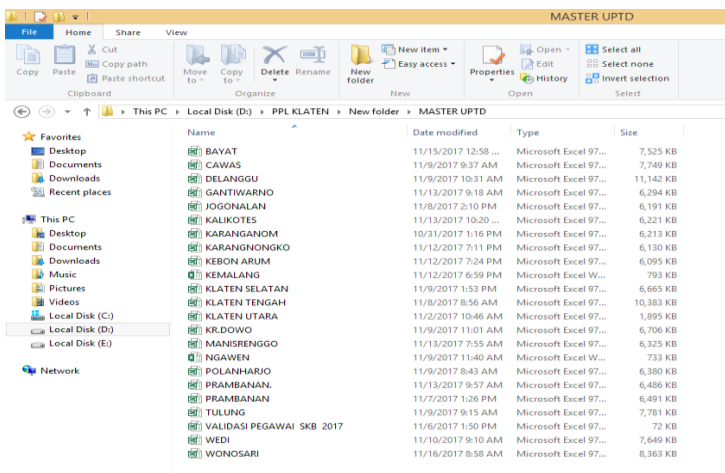 MASTER UPTD
File Home Share View
Copy Paste Cut Copy path Paste shortcut Move to Copy to Delete Rename New folder New item Easy access Properties Open Edit History Select all Select none Invert selection
Clipboard Organize New Open Select
This PC Local Disk (D:) PPL KLATEN New folder MASTER UPTD
Favorites
Desktop
Documents
Downloads
Recent places
This PC
Desktop
Documents
Downloads
Music
Pictures
Videos
Local Disk (C:)
Local Disk (D:)
Local Disk (E:)
Network
Name Date modified Type Size
BAYAT 11/15/2017 12:58 ... Microsoft Excel 97... 7,525 KB
CAWAS 11/9/2017 9:37 AM Microsoft Excel 97... 7,749 KB
DELANGGU 11/9/2017 10:31 AM Microsoft Excel 97... 11,142 KB
GANTIWARNO 11/13/2017 9:18 AM Microsoft Excel 97... 6,294 KB
JOGONALAN 11/8/2017 2:10 PM Microsoft Excel 97... 6,191 KB
KALIKOTES 11/13/2017 10:20 ... Microsoft Excel 97... 6,221 KB
KARANGANOM 10/31/2017 1:16 PM Microsoft Excel 97... 6,213 KB
KARANGNONGKO 11/12/2017 7:11 PM Microsoft Excel 97... 6,130 KB
KEBON ARUM 11/12/2017 7:24 PM Microsoft Excel 97... 6,095 KB
KEMALANG 11/12/2017 6:59 PM Microsoft Excel W... 793 KB
KLATEN SELATAN 11/9/2017 1:53 PM Microsoft Excel 97... 6,665 KB
KLATEN TENGAH 11/8/2017 8:56 AM Microsoft Excel 97... 10,383 KB
KLATEN UTARA 11/2/2017 10:46 AM Microsoft Excel 97... 1,895 KB
KR.DOWO 11/9/2017 11:01 AM Microsoft Excel 97... 6,706 KB
MANISRENGGO 11/13/2017 7:55 AM Microsoft Excel 97... 6,325 KB
NGAWEN 11/9/2017 11:40 AM Microsoft Excel W... 733 KB
POLANHARJO 11/9/2017 8:43 AM Microsoft Excel 97... 6,380 KB
PRAMBANAN. 11/13/2017 9:57 AM Microsoft Excel 97... 6,486 KB
PRAMBANAN 11/7/2017 1:26 PM Microsoft Excel 97... 6,491 KB
TULUNG 11/9/2017 9:15 AM Microsoft Excel 97... 7,781 KB
VALIDASI PEGAWAI SKB 2017 11/6/2017 1:50 PM Microsoft Excel 97... 72 KB
WEDI 11/10/2017 9:10 AM Microsoft Excel 97... 7,649 KB
WONOSARI 11/16/2017 8:58 AM Microsoft Excel 97... 8,363 KB